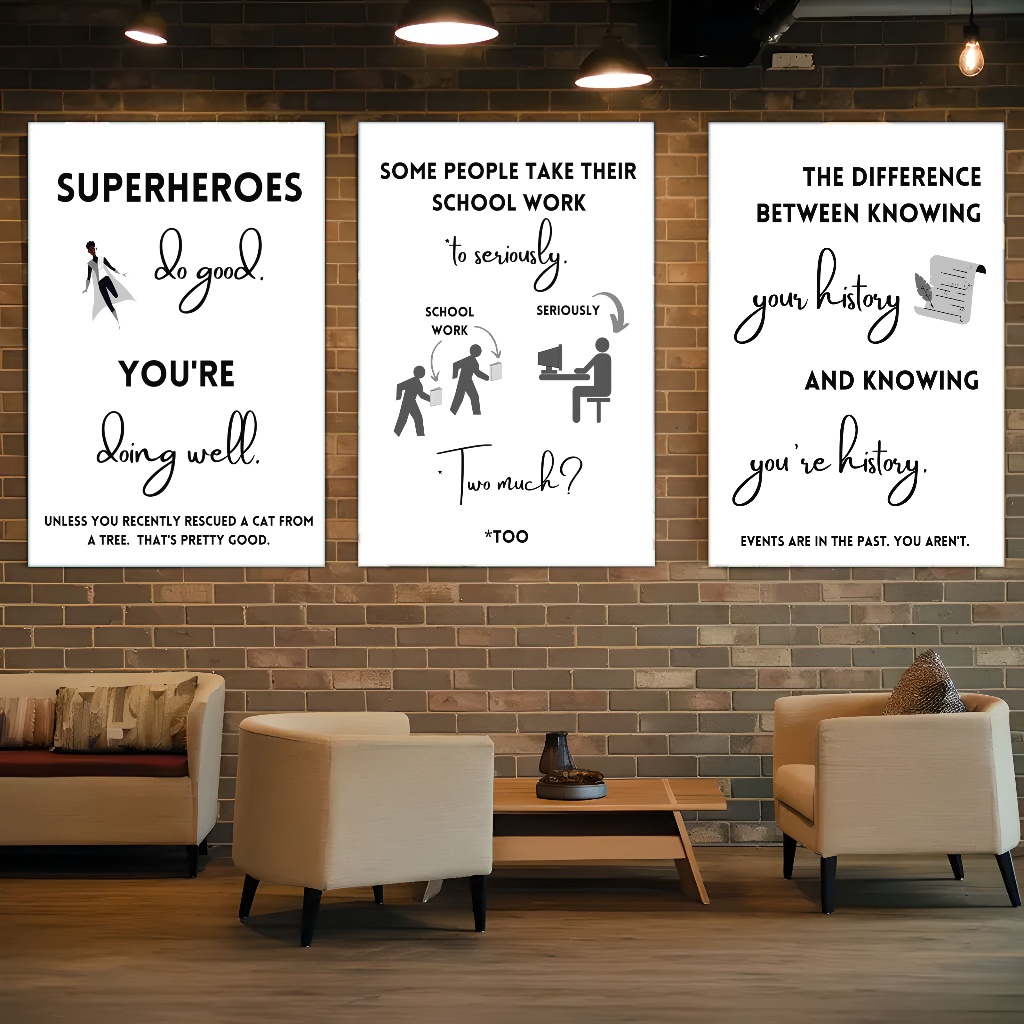 SUPERHEROES
do good.
YOU'RE
doing well.
UNLESS YOU RECENTLY RESCUED A CAT FROM
A TREE. THAT'S PRETTY GOOD.
SOME PEOPLE TAKE THEIR
SCHOOL WORK
*to seriously.
SCHOOL
WORK
SERIOUSLY
* Two much?
*TOO
THE DIFFERENCE
BETWEEN KNOWING
your history
AND KNOWING
you're history.
EVENTS ARE IN THE PAST. YOU AREN'T.